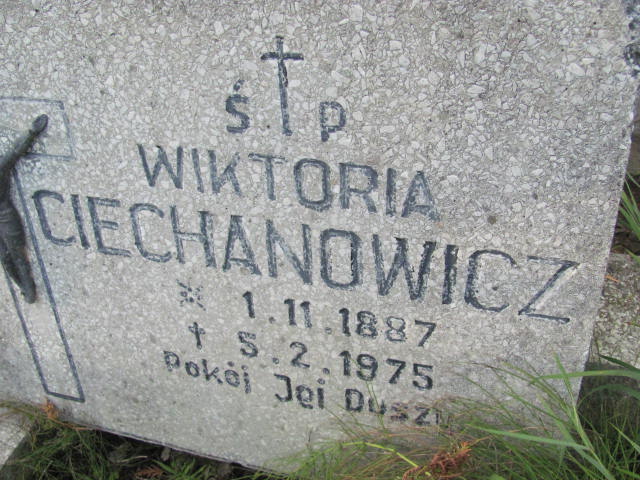 Ś. P
WIKTORIA
CIECHANOWICZ
* 1.11.1887
† 5.2.1975
Pokój Jej Duszy